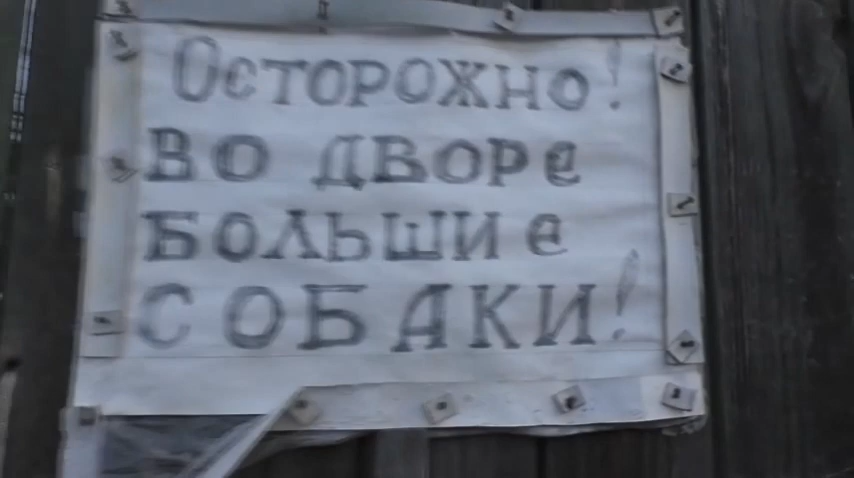 Осторожно!
Во дворе
большие
собаки!